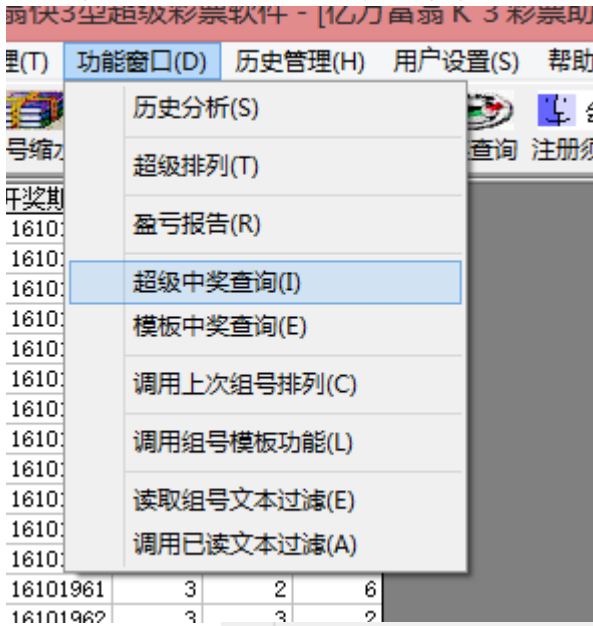 翁快3型超级彩票软件 - [亿万富翁 K 3 彩票助
理(T) 功能窗口(D) 历史管理(H) 用户设置(S) 帮助
号缩水 查询 注册须
历史分析(S)
超级排列(T)
盈亏报告(R)
超级中奖查询(I)
模板中奖查询(E)
调用上次组号排列(C)
调用组号模板功能(L)
读取组号文本过滤(E)
调用已读文本过滤(A)
开奖期
16101
16101
16101
16101
16101
16101
16101
16101
16101
16101
16101
16101
16101961 3 2 6
16101962 3 3 2